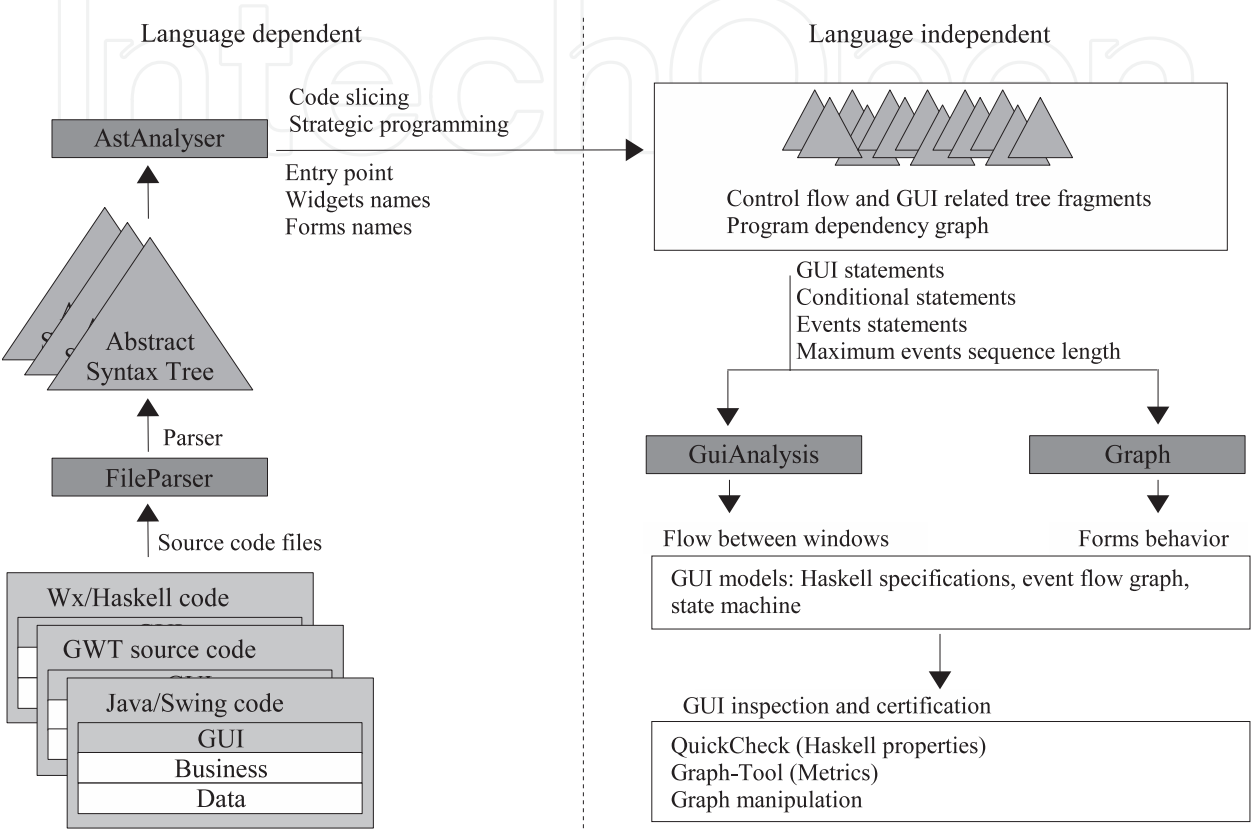 Language dependent
Language independent
Code slicing
Strategic programming
AstAnalyser
Entry point
Widgets names
Forms names
Control flow and GUI related tree fragments
Program dependency graph
GUI statements
Conditional statements
Events statements
Maximum events sequence length
Abstract
Syntax Tree
Parser
FileParser
GuiAnalysis
Graph
Source code files
Flow between windows
Forms behavior
GUI models: Haskell specifications, event flow graph,
state machine
Wx/Haskell code
GWT source code
Java/Swing code
GUI
Business
Data
GUI inspection and certification
QuickCheck (Haskell properties)
Graph-Tool (Metrics)
Graph manipulation
IntechOpen